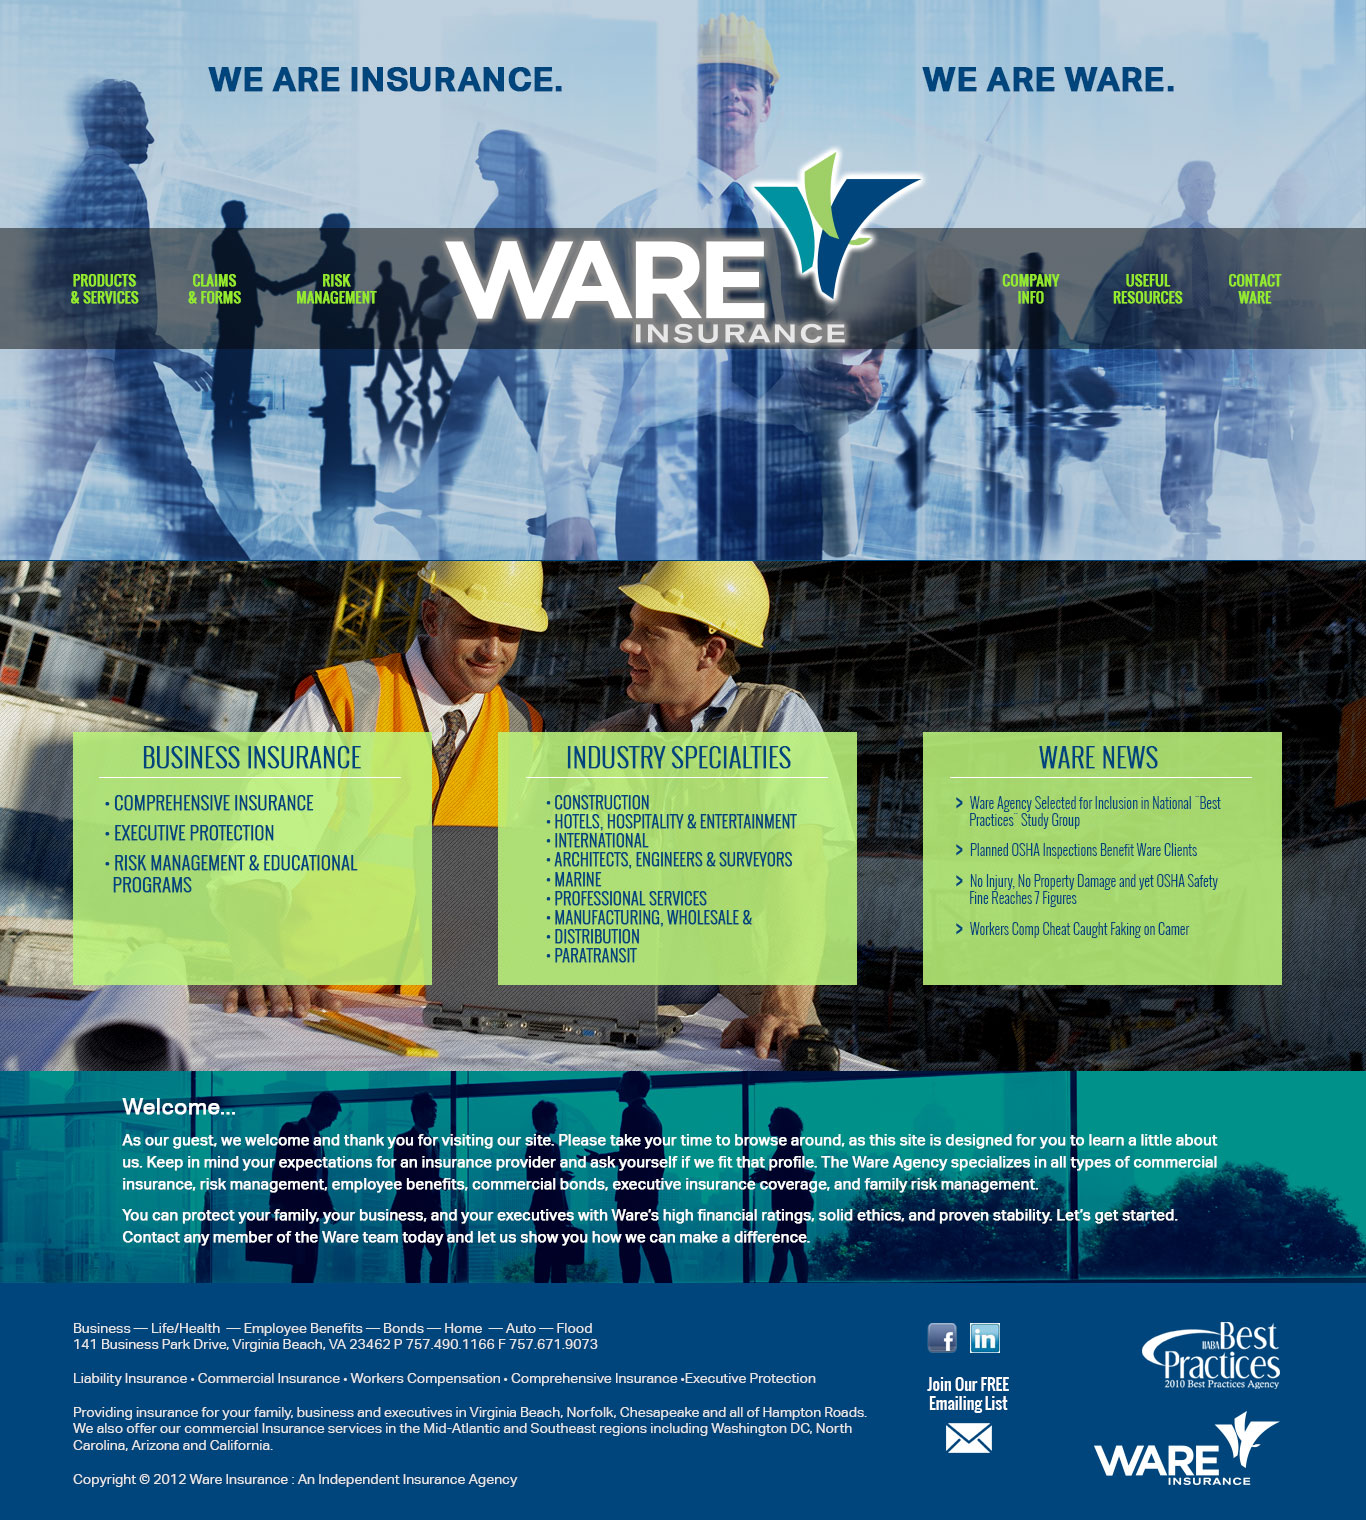 WE ARE INSURANCE.
WE ARE WARE.
PRODUCTS
& SERVICES
CLAIMS
& FORMS
RISK
MANAGEMENT
WARE
INSURANCE
COMPANY
INFO
USEFUL
RESOURCES
CONTACT
WARE
BUSINESS INSURANCE
• COMPREHENSIVE INSURANCE
• EXECUTIVE PROTECTION
• RISK MANAGEMENT & EDUCATIONAL
PROGRAMS
INDUSTRY SPECIALTIES
• CONSTRUCTION
• HOTELS, HOSPITALITY & ENTERTAINMENT
• INTERNATIONAL
• ARCHITECTS, ENGINEERS & SURVEYORS
• MARINE
• PROFESSIONAL SERVICES
• MANUFACTURING, WHOLESALE &
• DISTRIBUTION
• PARATRANSIT
WARE NEWS
> Ware Agency Selected for Inclusion in National ¨Best
Practices¨ Study Group
> Planned OSHA Inspections Benefit Ware Clients
> No Injury, No Property Damage and yet OSHA Safety
Fine Reaches 7 Figures
> Workers Comp Cheat Caught Faking on Camer
Welcome...
As our guest, we welcome and thank you for visiting our site. Please take your time to browse around, as this site is designed for you to learn a little about
us. Keep in mind your expectations for an insurance provider and ask yourself if we fit that profile. The Ware Agency specializes in all types of commercial
insurance, risk management, employee benefits, commercial bonds, executive insurance coverage, and family risk management.
You can protect your family, your business, and your executives with Ware's high financial ratings, solid ethics, and proven stability. Let's get started.
Contact any member of the Ware team today and let us show you how we can make a difference.
Business — Life/Health — Employee Benefits — Bonds — Home — Auto — Flood
141 Business Park Drive, Virginia Beach, VA 23462 P 757.490.1166 F 757.671.9073
Liability Insurance • Commercial Insurance • Workers Compensation • Comprehensive Insurance •Executive Protection
Providing insurance for your family, business and executives in Virginia Beach, Norfolk, Chesapeake and all of Hampton Roads.
We also offer our commercial Insurance services in the Mid-Atlantic and Southeast regions including Washington DC, North
Carolina, Arizona and California.
Copyright © 2012 Ware Insurance : An Independent Insurance Agency
f
in
Join Our FREE
Emailing List
IIABA Best
Practices
2010 Best Practices Agency
WARE
INSURANCE